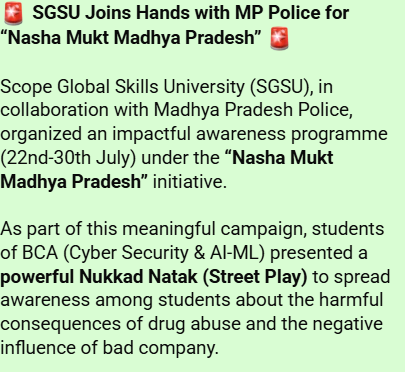 🚨 SGSU Joins Hands with MP Police for
“Nasha Mukt Madhya Pradesh” 🚨
Scope Global Skills University (SGSU), in
collaboration with Madhya Pradesh Police,
organized an impactful awareness programme
(22nd-30th July) under the “Nasha Mukt
Madhya Pradesh” initiative.
As part of this meaningful campaign, students
of BCA (Cyber Security & AI-ML) presented a
powerful Nukkad Natak (Street Play) to spread
awareness among students about the harmful
consequences of drug abuse and the negative
influence of bad company.